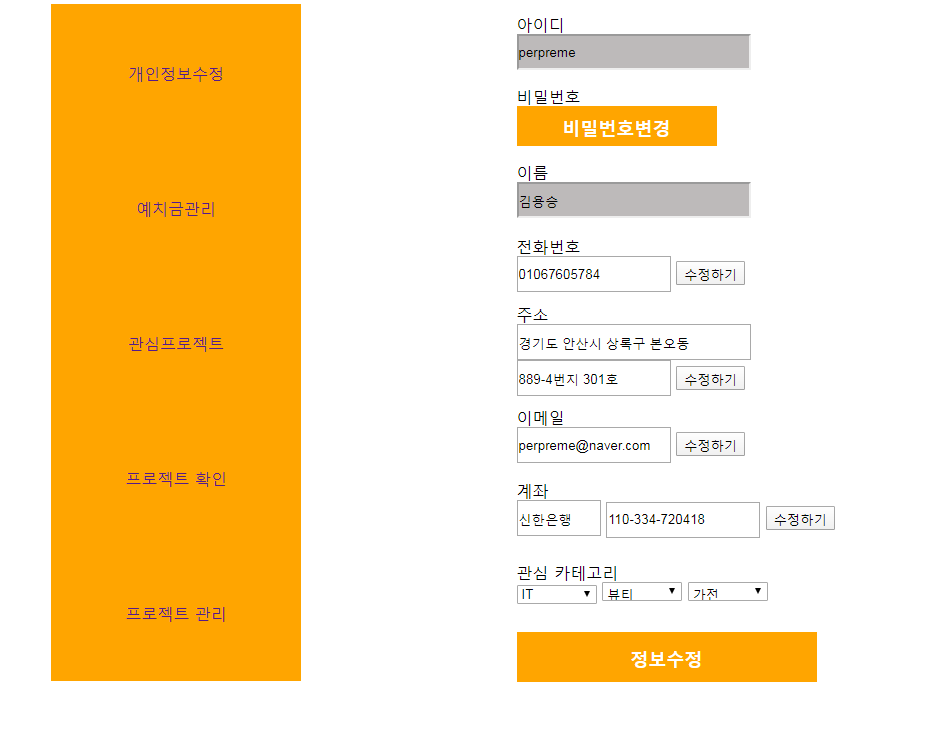 개인정보수정
예치금관리
관심프로젝트
프로젝트 확인
프로젝트 관리
아이디
perpreme
비밀번호
비밀번호변경
이름
김용승
전화번호
01067605784 수정하기
주소
경기도 안산시 상록구 본오동
889-4번지 301호 수정하기
이메일
perpreme@naver.com 수정하기
계좌
신한은행 110-334-720418 수정하기
관심 카테고리
IT 뷰티 가전
정보수정